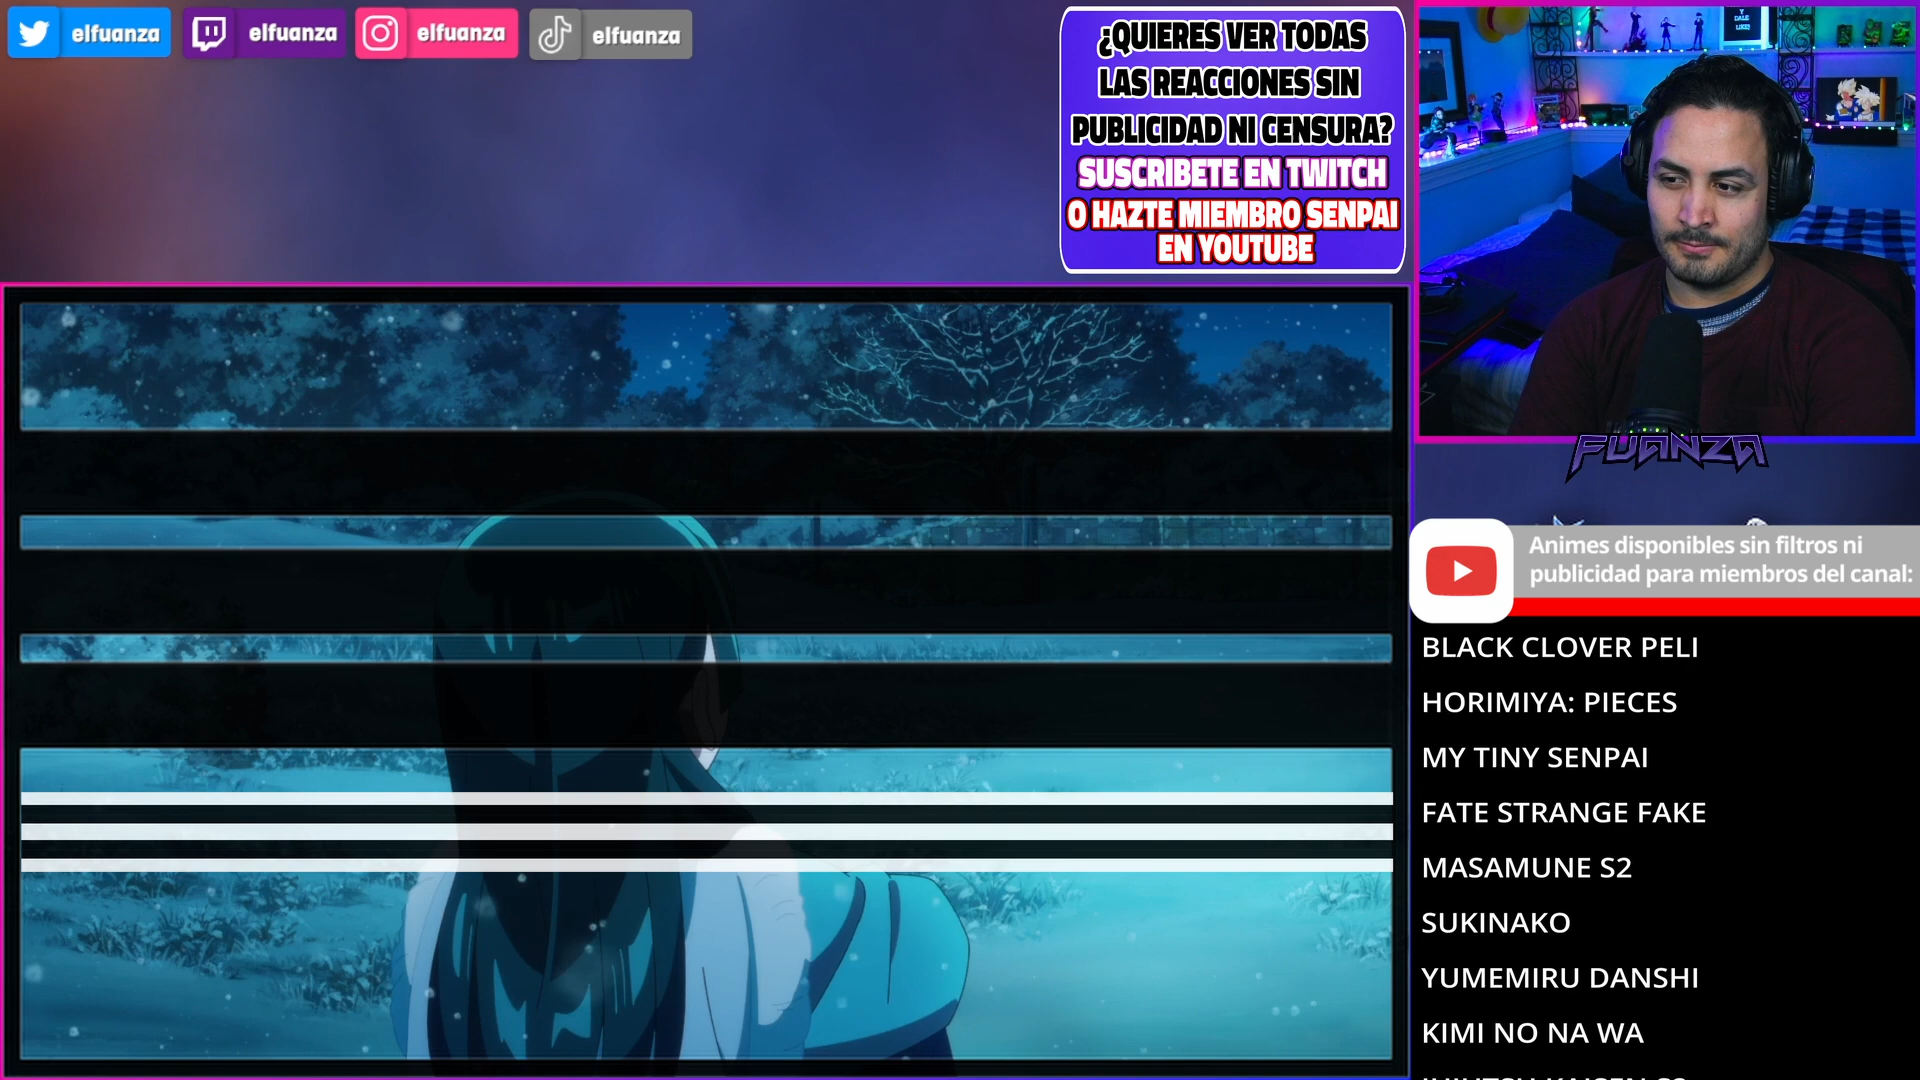 elfuanza
elfuanza
elfuanza
elfuanza
¿QUIERES VER TODAS
LAS REACCIONES SIN
PUBLICIDAD NI CENSURA?
SUSCRIBETE EN TWITCH
O HAZTE MIEMBRO SENPAI
EN YOUTUBE
Y
DALE
LIKE!
FUANZA
Animes disponibles sin filtros ni
publicidad para miembros del canal:
BLACK CLOVER PELI
HORIMIYA: PIECES
MY TINY SENPAI
FATE STRANGE FAKE
MASAMUNE S2
SUKINAKO
YUMEMIRU DANSHI
KIMI NO NA WA